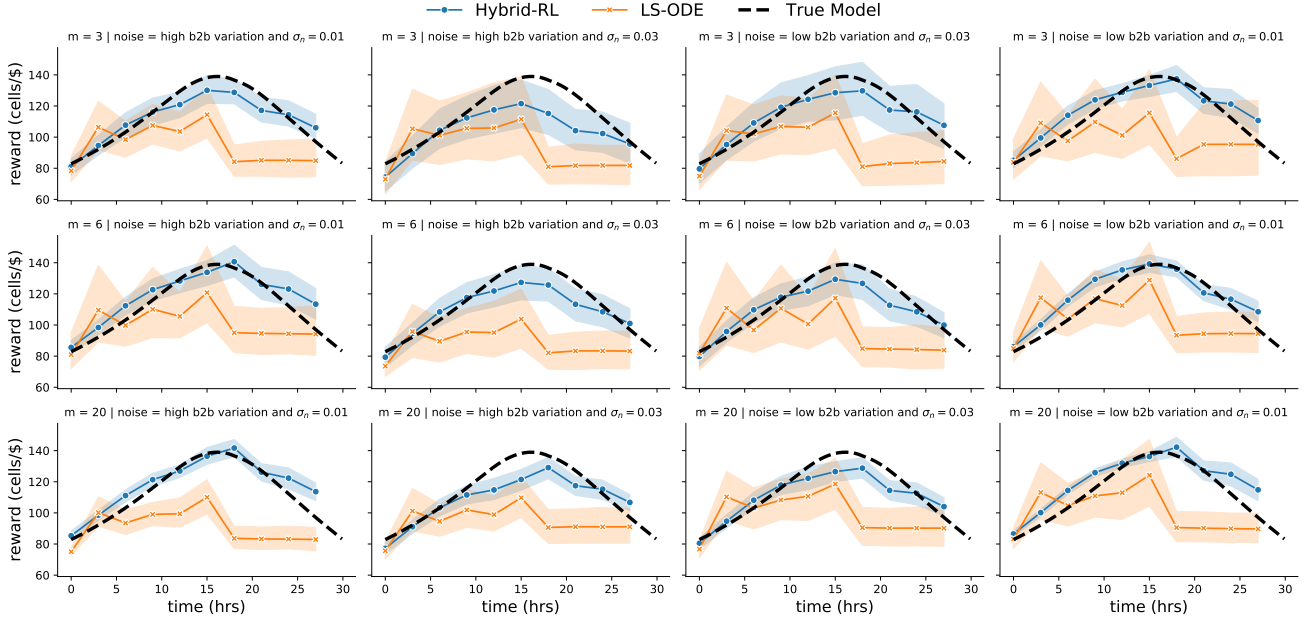 Hybrid-RL LS-ODE True Model
m = 3 | noise = high b2b variation and σn = 0.01 m = 3 | noise = high b2b variation and σn = 0.03 m = 3 | noise = low b2b variation and σn = 0.03 m = 3 | noise = low b2b variation and σn = 0.01
reward (cells/$)
140
120
100
80
60
m = 6 | noise = high b2b variation and σn = 0.01 m = 6 | noise = high b2b variation and σn = 0.03 m = 6 | noise = low b2b variation and σn = 0.03 m = 6 | noise = low b2b variation and σn = 0.01
reward (cells/$)
140
120
100
80
60
m = 20 | noise = high b2b variation and σn = 0.01 m = 20 | noise = high b2b variation and σn = 0.03 m = 20 | noise = low b2b variation and σn = 0.03 m = 20 | noise = low b2b variation and σn = 0.01
reward (cells/$)
140
120
100
80
60
0 5 10 15 20 25 30 0 5 10 15 20 25 30 0 5 10 15 20 25 30 0 5 10 15 20 25 30
time (hrs) time (hrs) time (hrs) time (hrs)